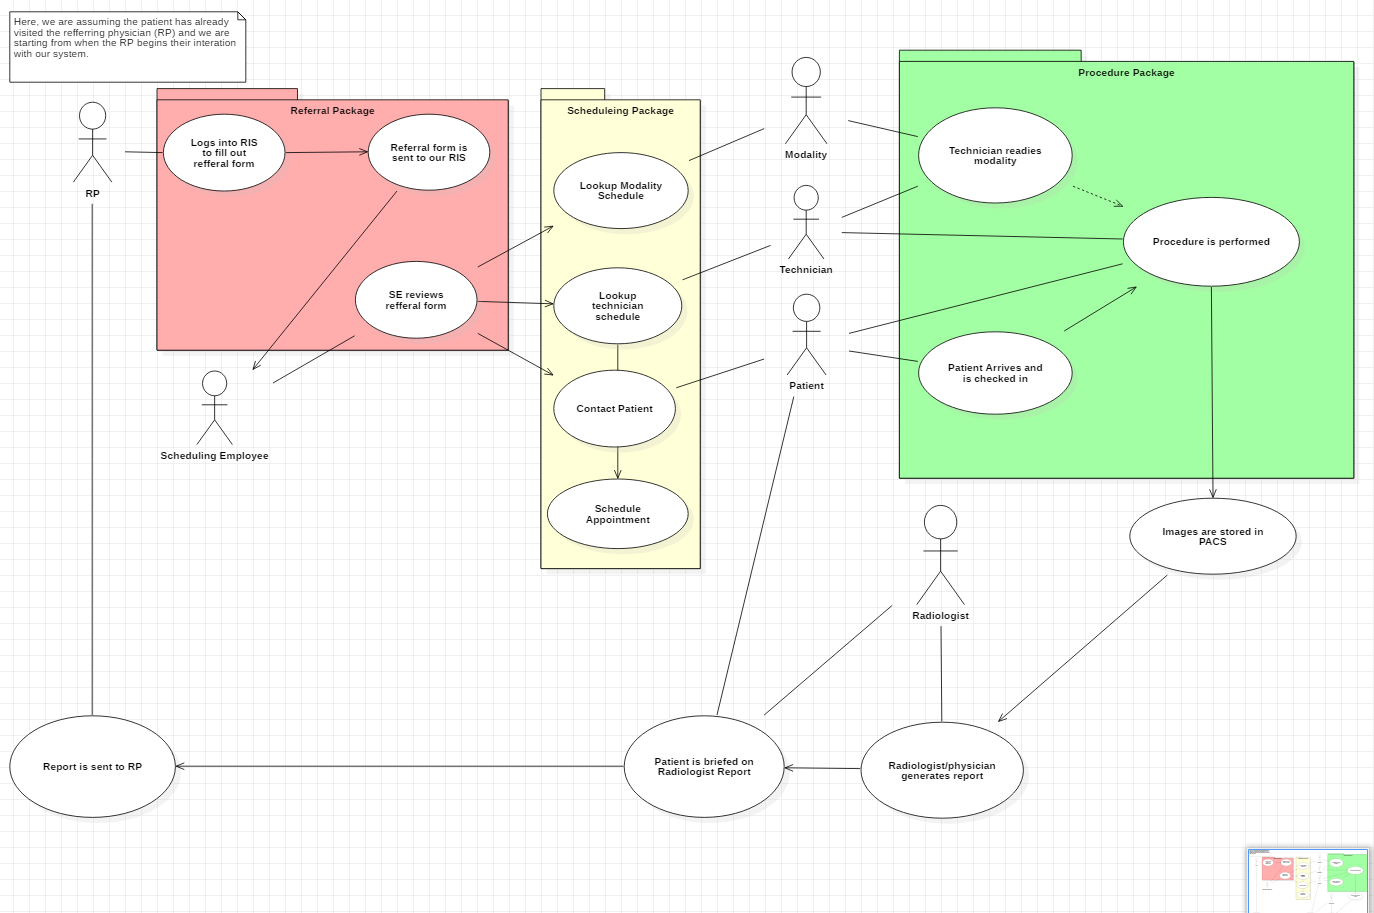 Here, we are assuming the patient has already
visited the refferring physician (RP) and we are
starting from when the RP begins their interation
with our system.
Referral Package
Scheduleing Package
Procedure Package
Logs into RIS
to fill out
refferal form
Referral form is
sent to our RIS
RP
Lookup Modality
Schedule
Modality
Technician readies
modality
Technician
Procedure is performed
SE reviews
refferal form
Lookup
technician
schedule
Patient
Patient Arrives and
is checked in
Contact Patient
Scheduling Employee
Schedule
Appointment
Images are stored in
PACS
Radiologist
Report is sent to RP
Patient is briefed on
Radiologist Report
Radiologist/physician
generates report